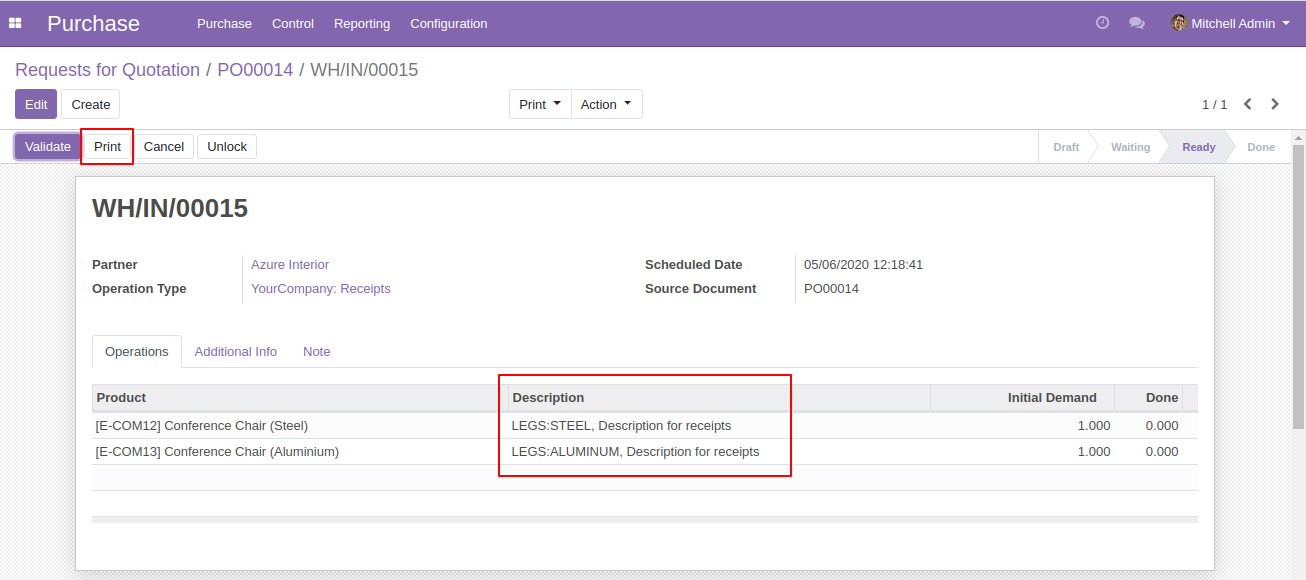 Purchase Purchase Control Reporting Configuration Mitchell Admin
Requests for Quotation / PO00014 / WH/IN/00015
Edit Create Print Action 1 / 1
Validate Print Cancel Unlock Draft Waiting Ready Done
WH/IN/00015
Partner Azure Interior Scheduled Date 05/06/2020 12:18:41
Operation Type YourCompany: Receipts Source Document PO00014
Operations Additional Info Note
Product Description Initial Demand Done
[E-COM12] Conference Chair (Steel) LEGS:STEEL, Description for receipts 1.000 0.000
[E-COM13] Conference Chair (Aluminium) LEGS:ALUMINUM, Description for receipts 1.000 0.000